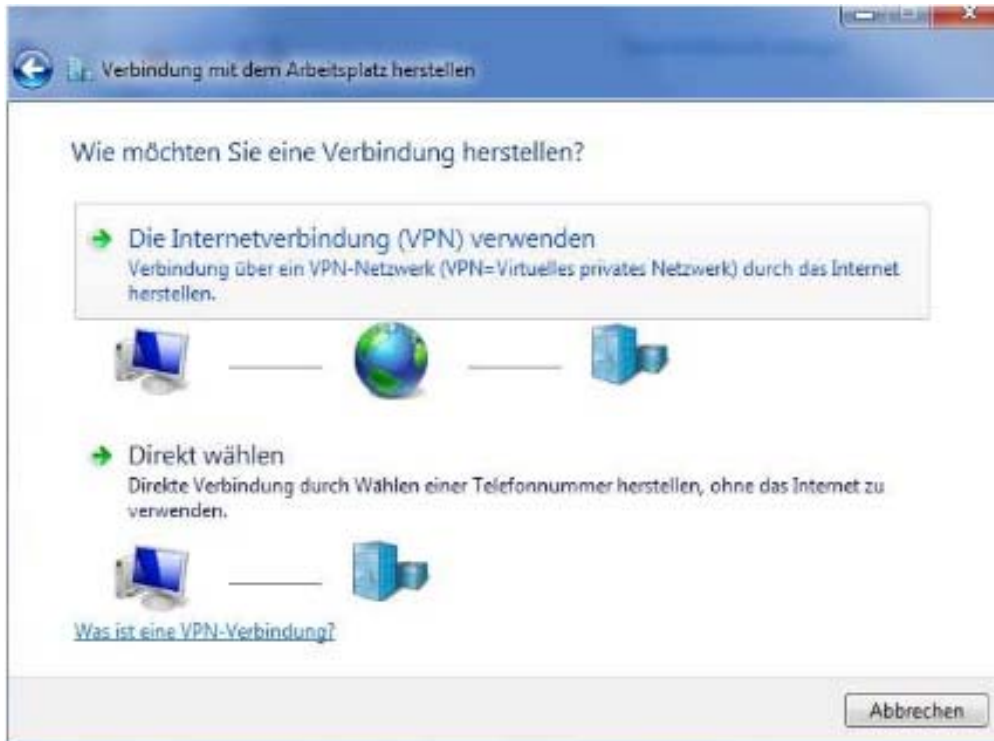 Verbindung mit dem Arbeitsplatz herstellen
Wie möchten Sie eine Verbindung herstellen?
Die Internetverbindung (VPN) verwenden
Verbindung über ein VPN-Netzwerk (VPN=Virtuelles privates Netzwerk) durch das Internet
herstellen.
Direkt wählen
Direkte Verbindung durch Wählen einer Telefonnummer herstellen, ohne das Internet zu
verwenden.
Was ist eine VPN-Verbindung?
Abbrechen